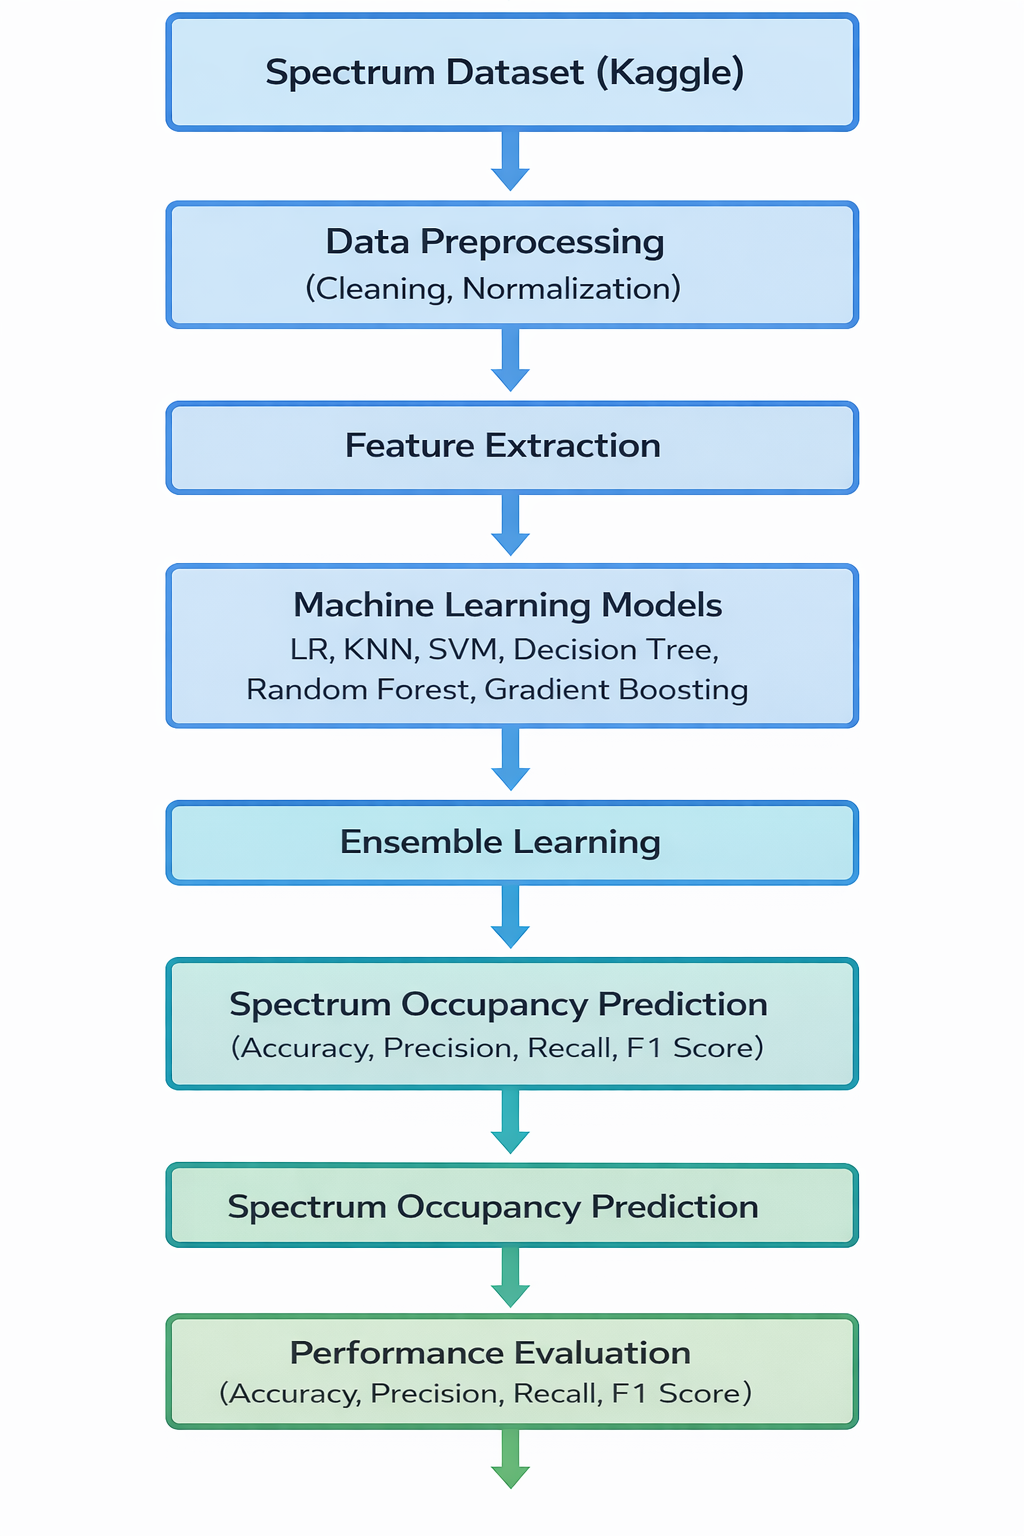 Spectrum Dataset (Kaggle)
Data Preprocessing
(Cleaning, Normalization)
Feature Extraction
Machine Learning Models
LR, KNN, SVM, Decision Tree,
Random Forest, Gradient Boosting
Ensemble Learning
Spectrum Occupancy Prediction
(Accuracy, Precision, Recall, F1 Score)
Spectrum Occupancy Prediction
Performance Evaluation
(Accuracy, Precision, Recall, F1 Score)